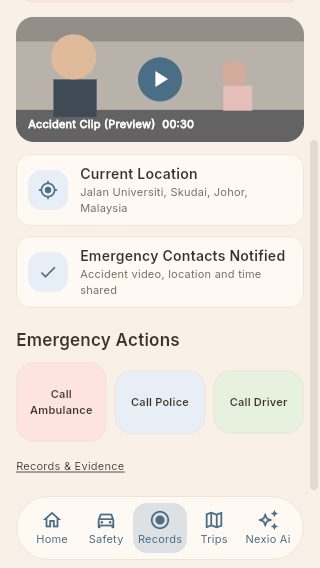 Accident Clip (Preview)  00:30
Current Location
Jalan Universiti, Skudai, Johor,
Malaysia
Emergency Contacts Notified
Accident video, location and time
shared
Emergency Actions
Call
Ambulance
Call Police
Call Driver
Records & Evidence
Home
Safety
Records
Trips
Nexio Ai